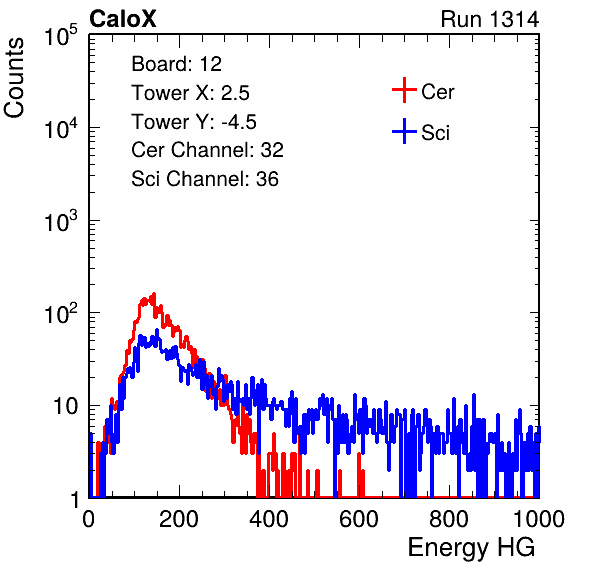 CaloX Run 1314
Counts
10^5
10^4
10^3
10^2
10
1
Board: 12
Tower X: 2.5
Tower Y: -4.5
Cer Channel: 32
Sci Channel: 36
Cer
Sci
0 200 400 600 800 1000
Energy HG